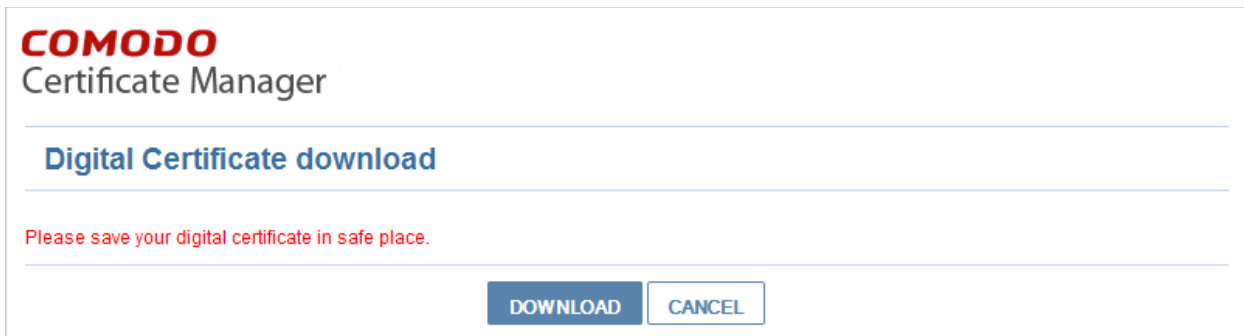 COMODO
Certificate Manager
Digital Certificate download
Please save your digital certificate in safe place.
DOWNLOAD CANCEL